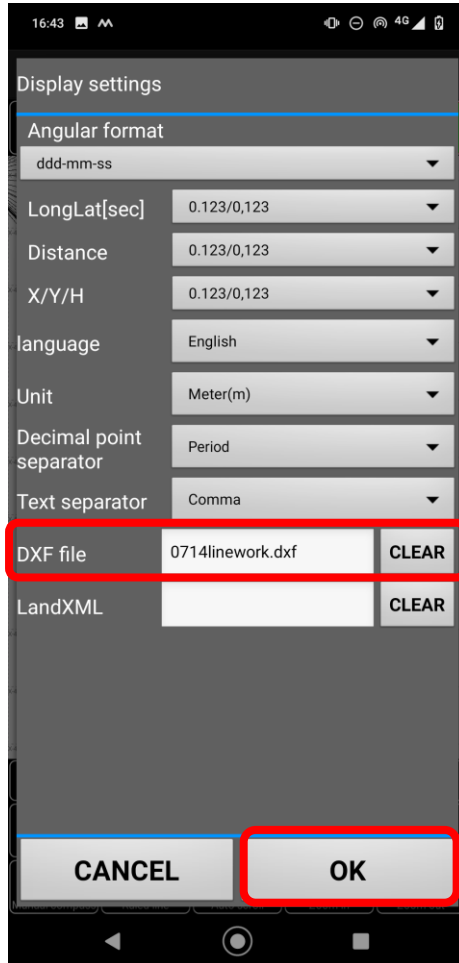 16:43 4G
Display settings
Angular format
ddd-mm-ss
LongLat[sec] 0.123/0,123
Distance 0.123/0,123
X/Y/H 0.123/0,123
language English
Unit Meter(m)
Decimal point
separator Period
Text separator Comma
DXF file 0714linework.dxf CLEAR
LandXML CLEAR
CANCEL OK